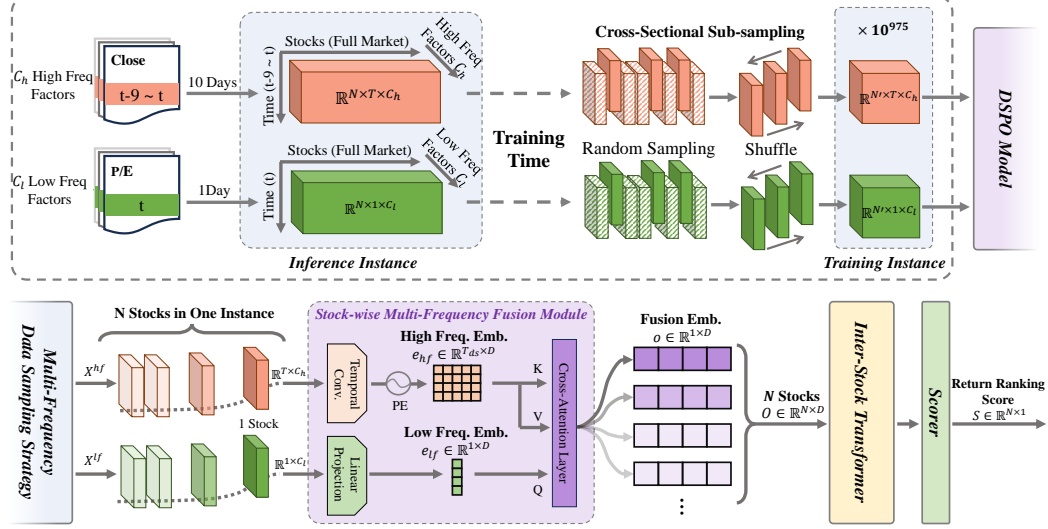 C_h High Freq
Factors
Close
t-9 ~ t
10 Days
Stocks (Full Market)
Time (t-9 ~ t)
High Freq
Factors C_h
ℝ^{N×T×C_h}
C_l Low Freq
Factors
P/E
t
1Day
Stocks (Full Market)
Time (t)
Low Freq
Factors C_l
ℝ^{N×1×C_l}
Inference Instance
Training
Time
Cross-Sectional Sub-sampling
Random Sampling
Shuffle
× 10^{975}
ℝ^{N′×T×C_h}
ℝ^{N′×1×C_l}
Training Instance
DSPO Model
Multi-Frequency
Data Sampling Strategy
N Stocks in One Instance
X^{hf}
ℝ^{T×C_h}
1 Stock
X^{lf}
ℝ^{1×C_l}
Stock-wise Multi-Frequency Fusion Module
High Freq. Emb.
e_{hf} ∈ ℝ^{T_{ds}×D}
Temporal
Conv.
PE
Low Freq. Emb.
e_{lf} ∈ ℝ^{1×D}
Linear
Projection
K
V
Q
Cross-Attention Layer
Fusion Emb.
o ∈ ℝ^{1×D}
...
N Stocks
O ∈ ℝ^{N×D}
Inter-Stock Transformer
Scorer
Return Ranking
Score
S ∈ ℝ^{N×1}